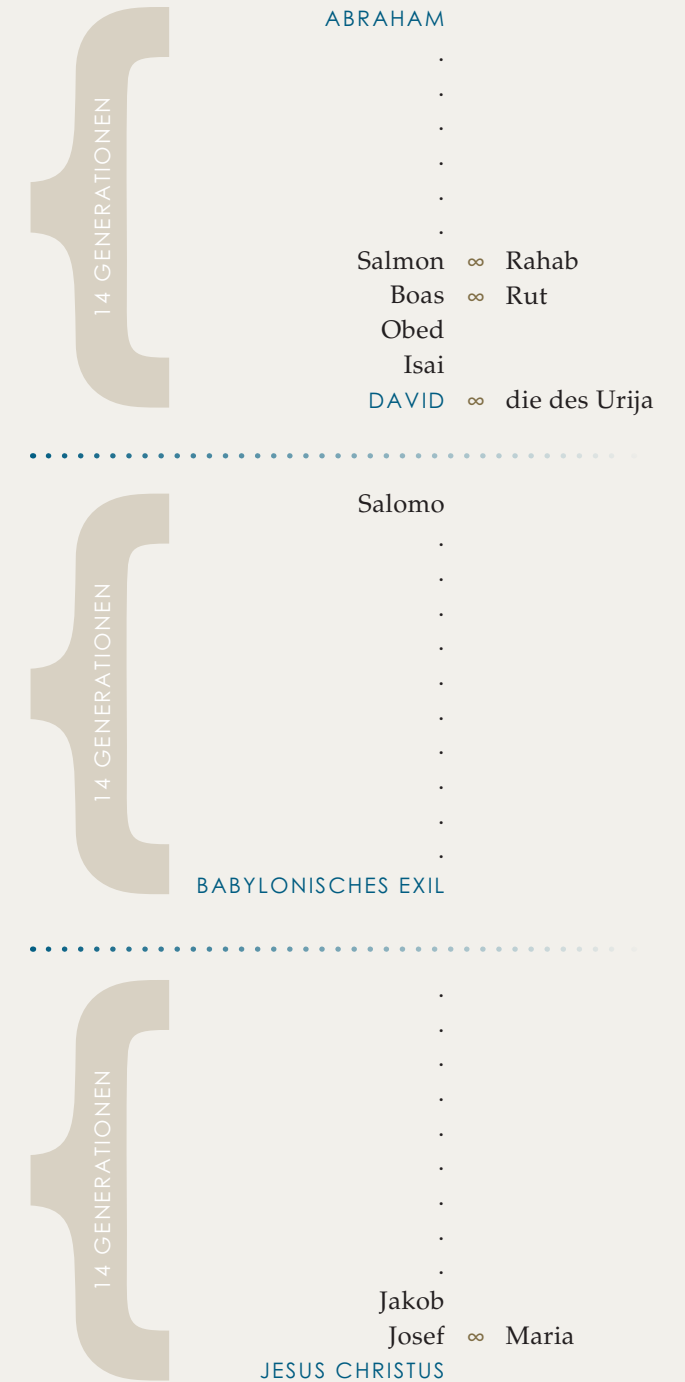 ABRAHAM
.
.
.
.
.
.
14 GENERATIONEN
Salmon ∞ Rahab
Boas ∞ Rut
Obed
Isai
DAVID ∞ die des Urija
Salomo
.
.
.
.
.
.
.
.
.
.
14 GENERATIONEN
BABYLONISCHES EXIL
.
.
.
.
.
.
.
.
.
14 GENERATIONEN
Jakob
Josef ∞ Maria
JESUS CHRISTUS